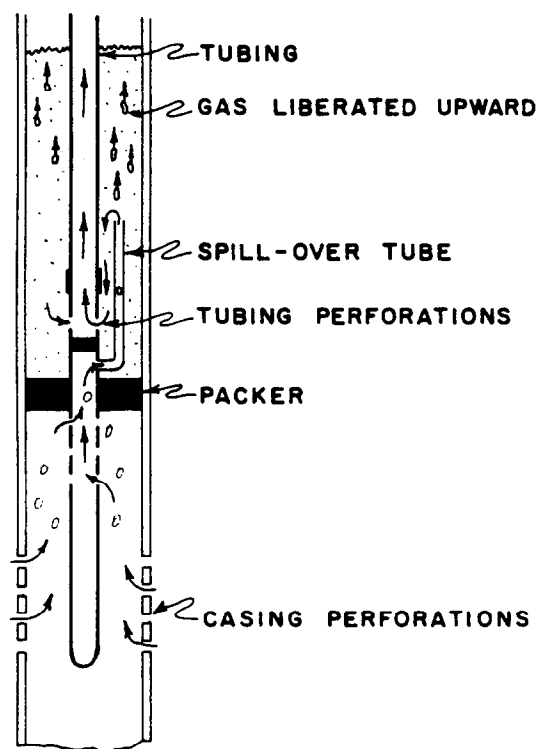 TUBING
GAS LIBERATED UPWARD
SPILL-OVER TUBE
TUBING PERFORATIONS
PACKER
CASING PERFORATIONS